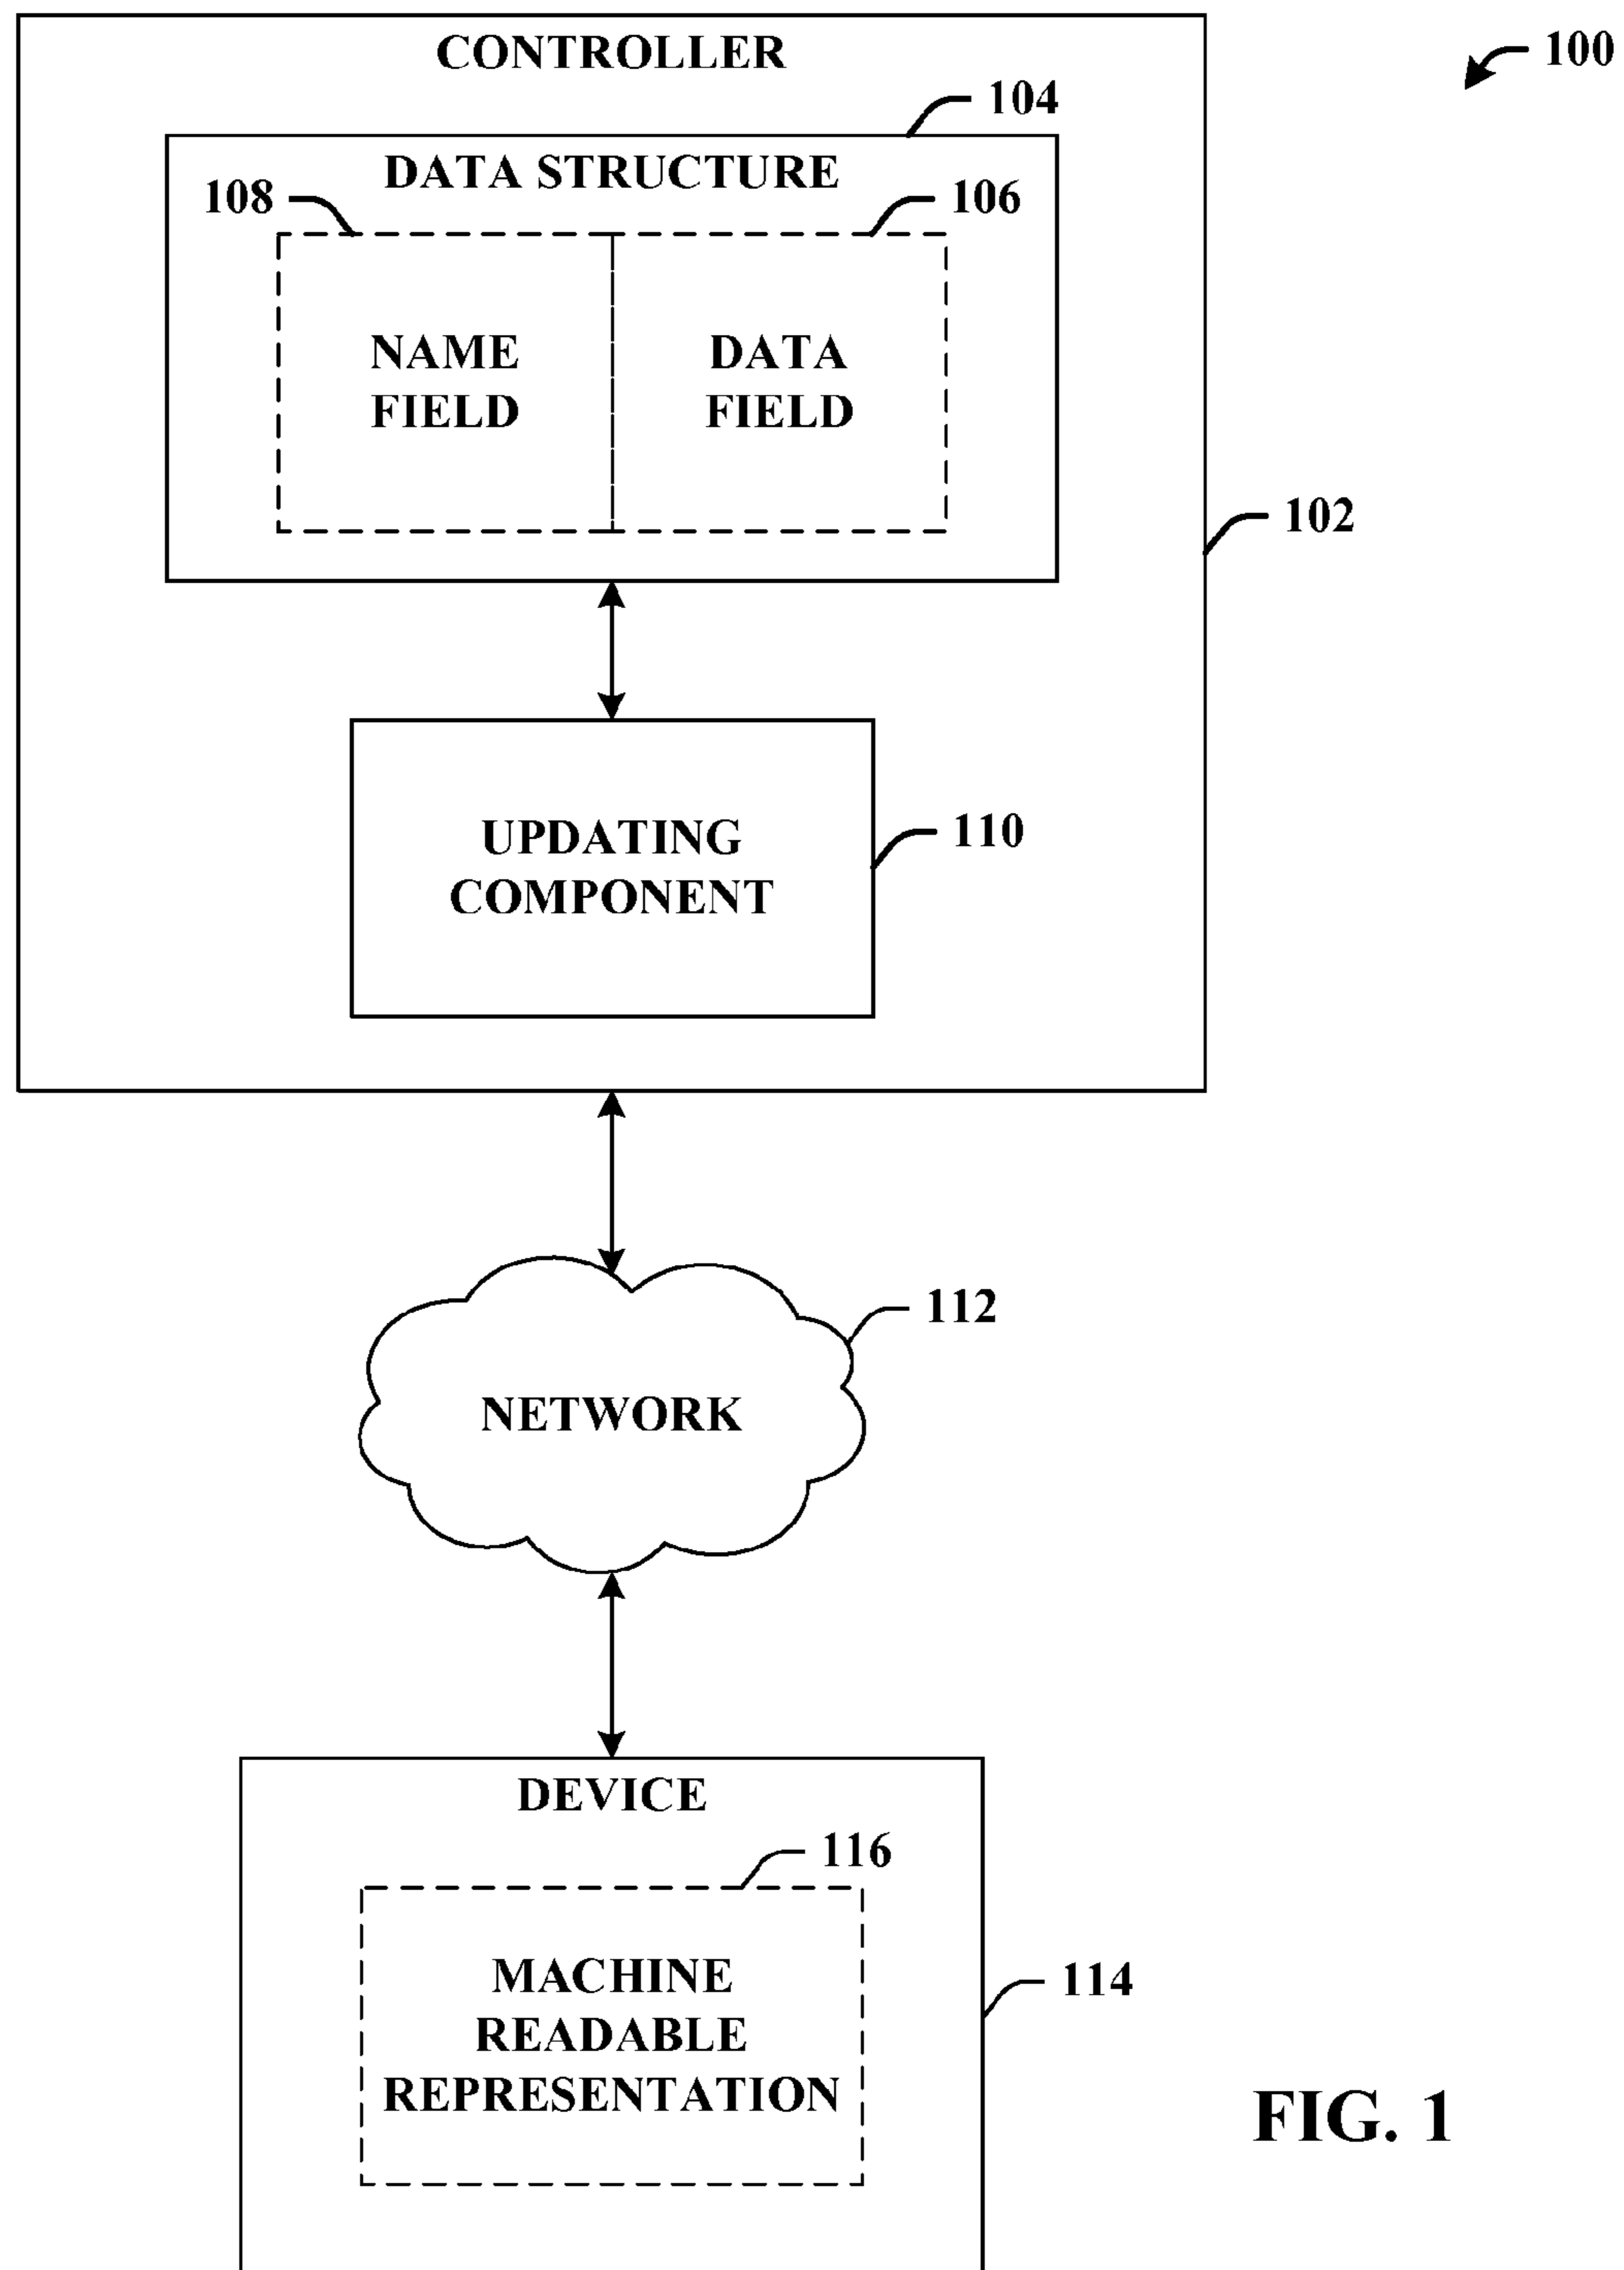 CONTROLLER
100
104
DATA STRUCTURE
108
106
NAME
FIELD
DATA
FIELD
102
UPDATING
COMPONENT
110
112
NETWORK
DEVICE
116
MACHINE
READABLE
REPRESENTATION
114
FIG. 1